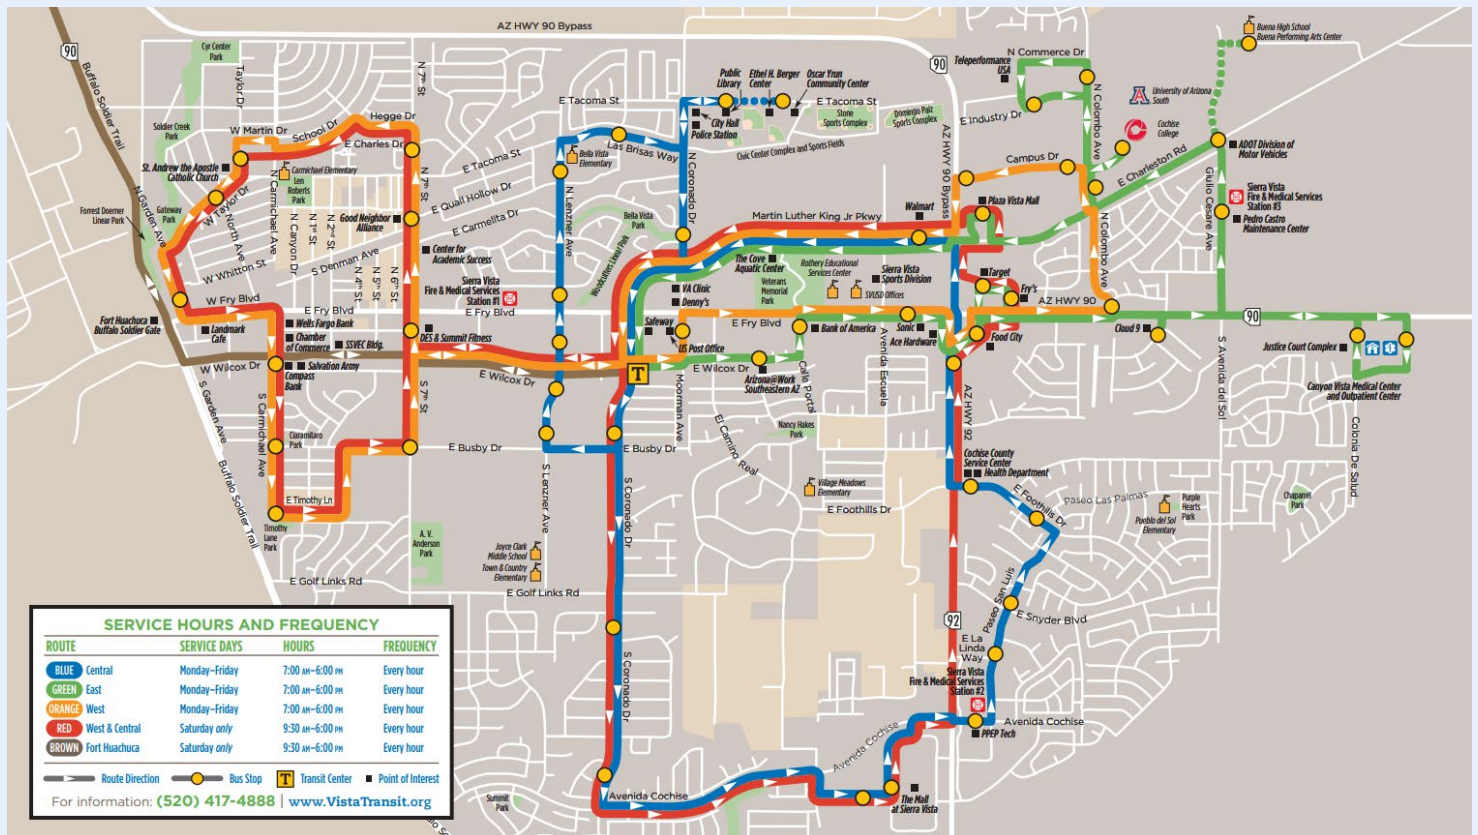 AZ HWY 90 Bypass
90
Buffalo Soldier Trail
Cyr Center
Park
Taylor Dr
N 7th St
Soldier Creek
Park
W Martin Dr
School Dr
Hegge Dr
E Charles Dr
St. Andrew the Apostle
Catholic Church
Carmichael Elementary
Len
Roberts
Park
N Carmichael Ave
W Taylor Dr
North Ave
N Garden Ave
Forrest Doemer
Linear Park
Gateway
Park
N Canyon Dr
N 1st St
N 2nd St
S Denman Ave
N 4th St
N 5th St
N 6th St
N 7th St
Good Neighbor
Alliance
Center for
Academic Success
W Whitton St
W Fry Blvd
E Fry Blvd
Fort Huachuca
Buffalo Soldier Gate
Landmark
Cafe
Wells Fargo Bank
Chamber
of Commerce
SSVEC Bldg.
Salvation Army
Compass
Bank
W Wilcox Dr
DES & Summit Fitness
E Wilcox Dr
S Garden Ave
S Carmichael Ave
S 7th St
Ciaramitaro
Park
E Busby Dr
E Timothy Ln
Timothy
Lane
Park
Buffalo Soldier Trail
A. V.
Anderson
Park
E Golf Links Rd
E Tacoma St
E Tacoma St
E Quail Hollow Dr
E Carmelita Dr
Bella Vista
Elementary
Las Brisas Way
N Lenzner Ave
N Coronado Dr
Bella Vista
Park
Woodcutters Linear Park
Sierra Vista
Fire & Medical Services
Station #1
E Fry Blvd
Public
Library
Ethel H. Berger
Center
Oscar Yrun
Community Center
E Tacoma St
City Hall
Police Station
Civic Center Complex and Sports Fields
Stone
Sports Complex
Domingo Paiz
Sports Complex
90
AZ HWY 90 Bypass
Martin Luther King Jr Pkwy
Walmart
Plaza Vista Mall
The Cove
Aquatic Center
Veterans
Memorial
Park
Rothery Educational
Services Center
SVUSD Offices
Sierra Vista
Sports Division
VA Clinic
Denny's
Safeway
US Post Office
E Fry Blvd
E Wilcox Dr
T
Arizona@Work
Southeastern AZ
Bank of America
Sonic
Ace Hardware
Food City
Target
Fry's
AZ HWY 90
Cloud 9
90
Moorman Ave
Calle Portal
Avenida Escuela
Nancy Hakes
Park
El Camino Real
E Busby Dr
S Lenzner Ave
S Coronado Dr
Joyce Clark
Middle School
Town & Country
Elementary
E Golf Links Rd
S Coronado Dr
Village Meadows
Elementary
E Foothills Dr
AZ HWY 92
Cochise County
Service Center
Health Department
E Foothills Dr
Paseo Las Palmas
Pueblo del Sol
Elementary
Purple
Hearts
Park
Chaparral
Park
Paseo San Luis
E Snyder Blvd
92
E La
Linda
Way
Sierra Vista
Fire & Medical Services
Station #2
Avenida Cochise
PPEP Tech
Avenida Cochise
Avenida Cochise
The Mall
at Sierra Vista
Summit
Park
N Commerce Dr
Teleperformance
USA
E Industry Dr
N Colombo Ave
University of Arizona
South
Cochise
College
Campus Dr
N Colombo Ave
E Charleston Rd
Buena High School
Buena Performing Arts Center
ADOT Division of
Motor Vehicles
Giulio Cesare Ave
Sierra Vista
Fire & Medical Services
Station #3
Pedro Castro
Maintenance Center
S Avenida del Sol
Justice Court Complex
Canyon Vista Medical Center
and Outpatient Center
Colonia De Salud
SERVICE HOURS AND FREQUENCY
ROUTE SERVICE DAYS HOURS FREQUENCY
BLUE Central Monday–Friday 7:00 AM–6:00 PM Every hour
GREEN East Monday–Friday 7:00 AM–6:00 PM Every hour
ORANGE West Monday–Friday 7:00 AM–6:00 PM Every hour
RED West & Central Saturday only 9:30 AM–6:00 PM Every hour
BROWN Fort Huachuca Saturday only 9:30 AM–6:00 PM Every hour
Route Direction Bus Stop T Transit Center Point of Interest
For information: (520) 417-4888 | www.VistaTransit.org